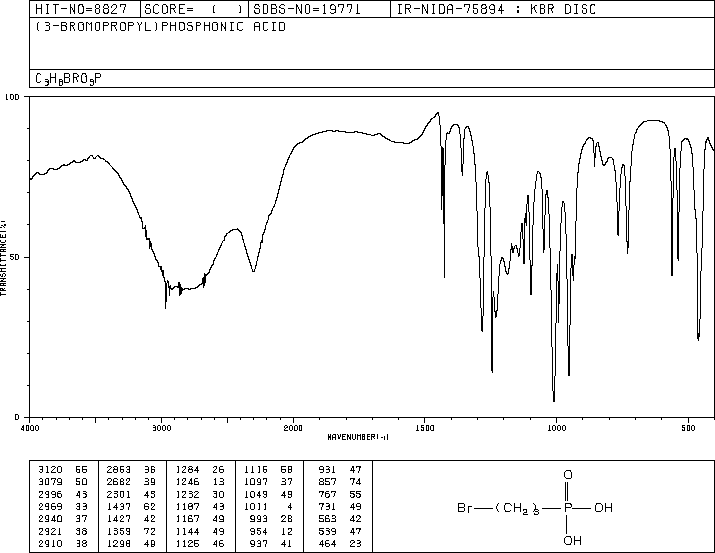 HIT-NO=8827 SCORE= ( ) SDBS-NO=19771 IR-NIDA-75894 : KBR DISC
(3-BROMOPROPYL)PHOSPHONIC ACID
C3H8BRO3P
100
50
0
TRANSMITTANCE(%)
4000 3000 2000 1500 1000 500
WAVENUMBER(-1)
3120 55 2853 36 1284 26 1116 58 931 47
3079 50 2682 39 1246 13 1097 37 857 74
2996 43 2301 45 1232 30 1049 49 767 55
2969 33 1437 62 1187 43 1011 4 731 49
2940 37 1427 42 1167 49 993 28 563 42
2921 38 1359 72 1144 49 954 12 539 47
2910 38 1298 49 1125 46 937 41 464 23
O
Br-(CH2)3-P-OH
OH